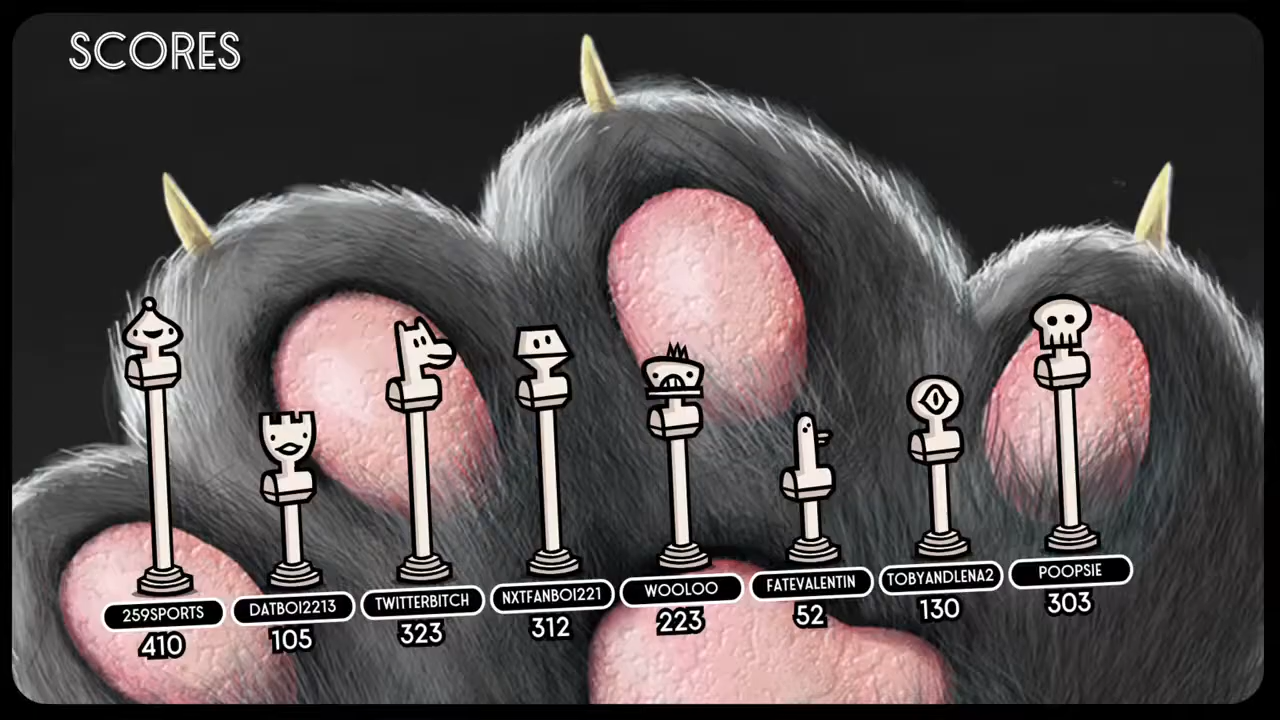 SCORES
259SPORTS
410
DATBOI2213
105
TWITTERBITCH
323
NXTFANBOI221
312
WOOLOO
223
FATEVALENTIN
52
TOBYANDLENA2
130
POOPSIE
303